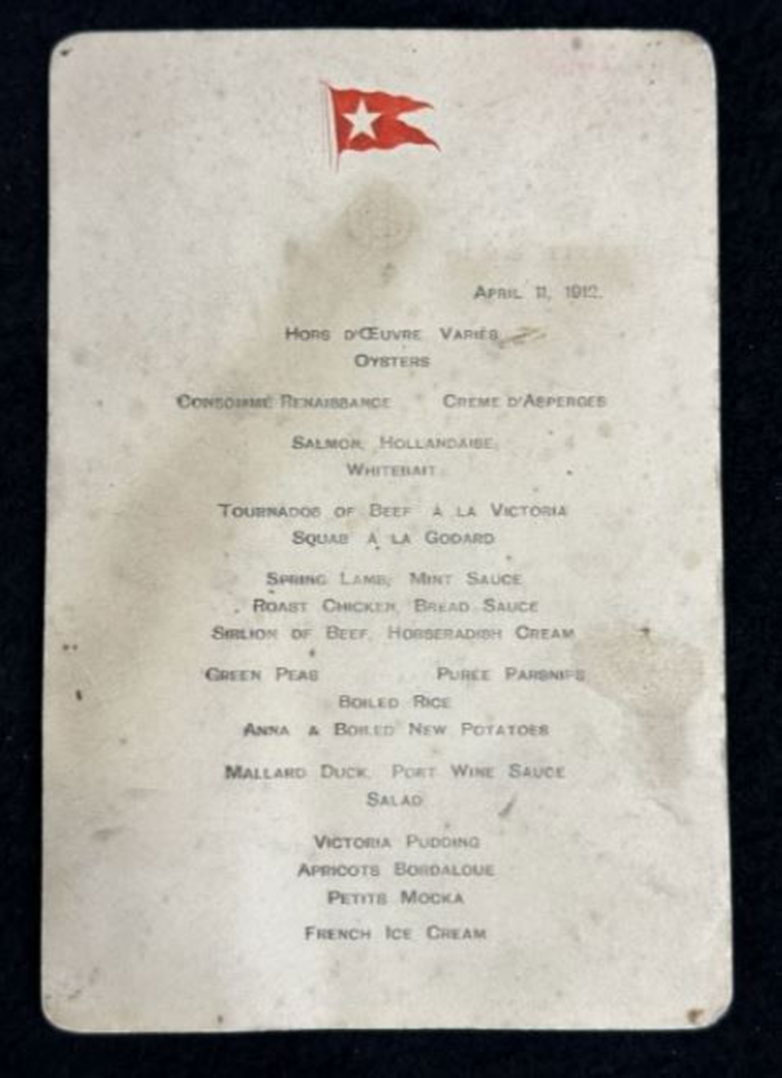 April 11, 1912.
Hors d'Œuvre Variés
Oysters
Consommé Renaissance Creme d'Asperges
Salmon, Hollandaise
Whitebait
Tournados of Beef à la Victoria
Squab à la Godard
Spring Lamb, Mint Sauce
Roast Chicken, Bread Sauce
Sirlion of Beef, Horseradish Cream
Green Peas Purée Parsnips
Boiled Rice
Anna & Boiled New Potatoes
Mallard Duck, Port Wine Sauce
Salad
Victoria Pudding
Apricots Bordaloue
Petits Mocka
French Ice Cream